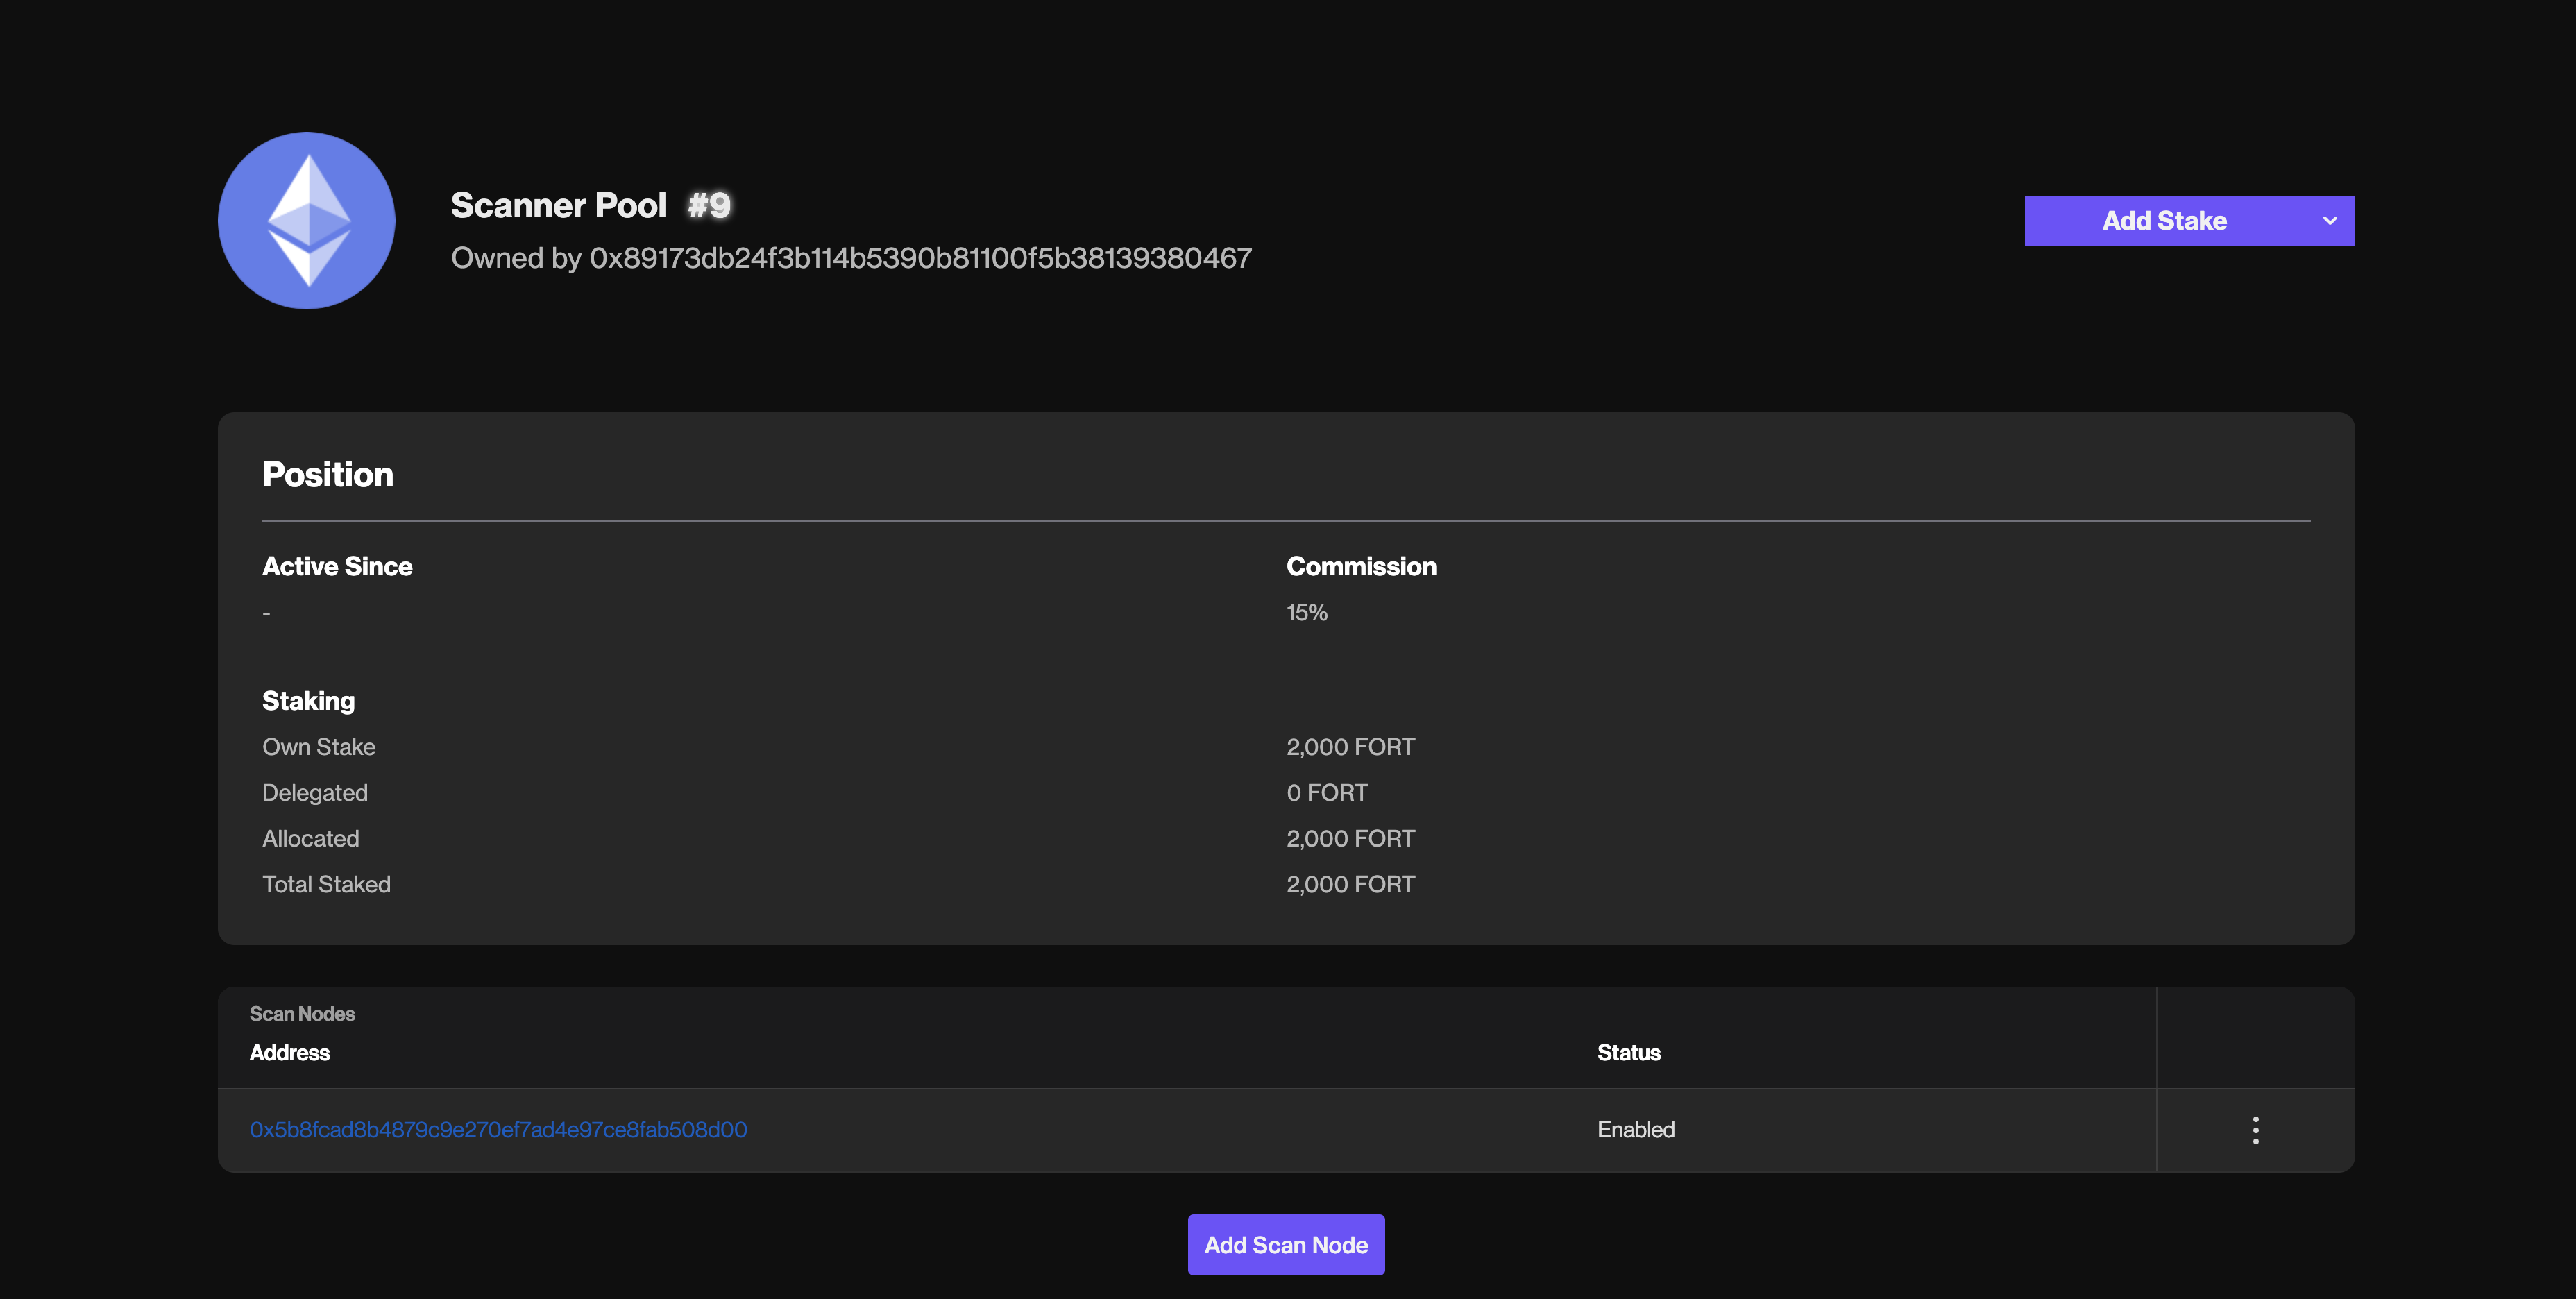 Scanner Pool #9
Owned by 0x89173db24f3b114b5390b81100f5b38139380467
Add Stake
Position
Active Since
Commission
-
15%
Staking
Own Stake
2,000 FORT
Delegated
0 FORT
Allocated
2,000 FORT
Total Staked
2,000 FORT
Scan Nodes
Address
Status
0x5b8fcad8b4879c9e270ef7ad4e97ce8fab508d00
Enabled
Add Scan Node